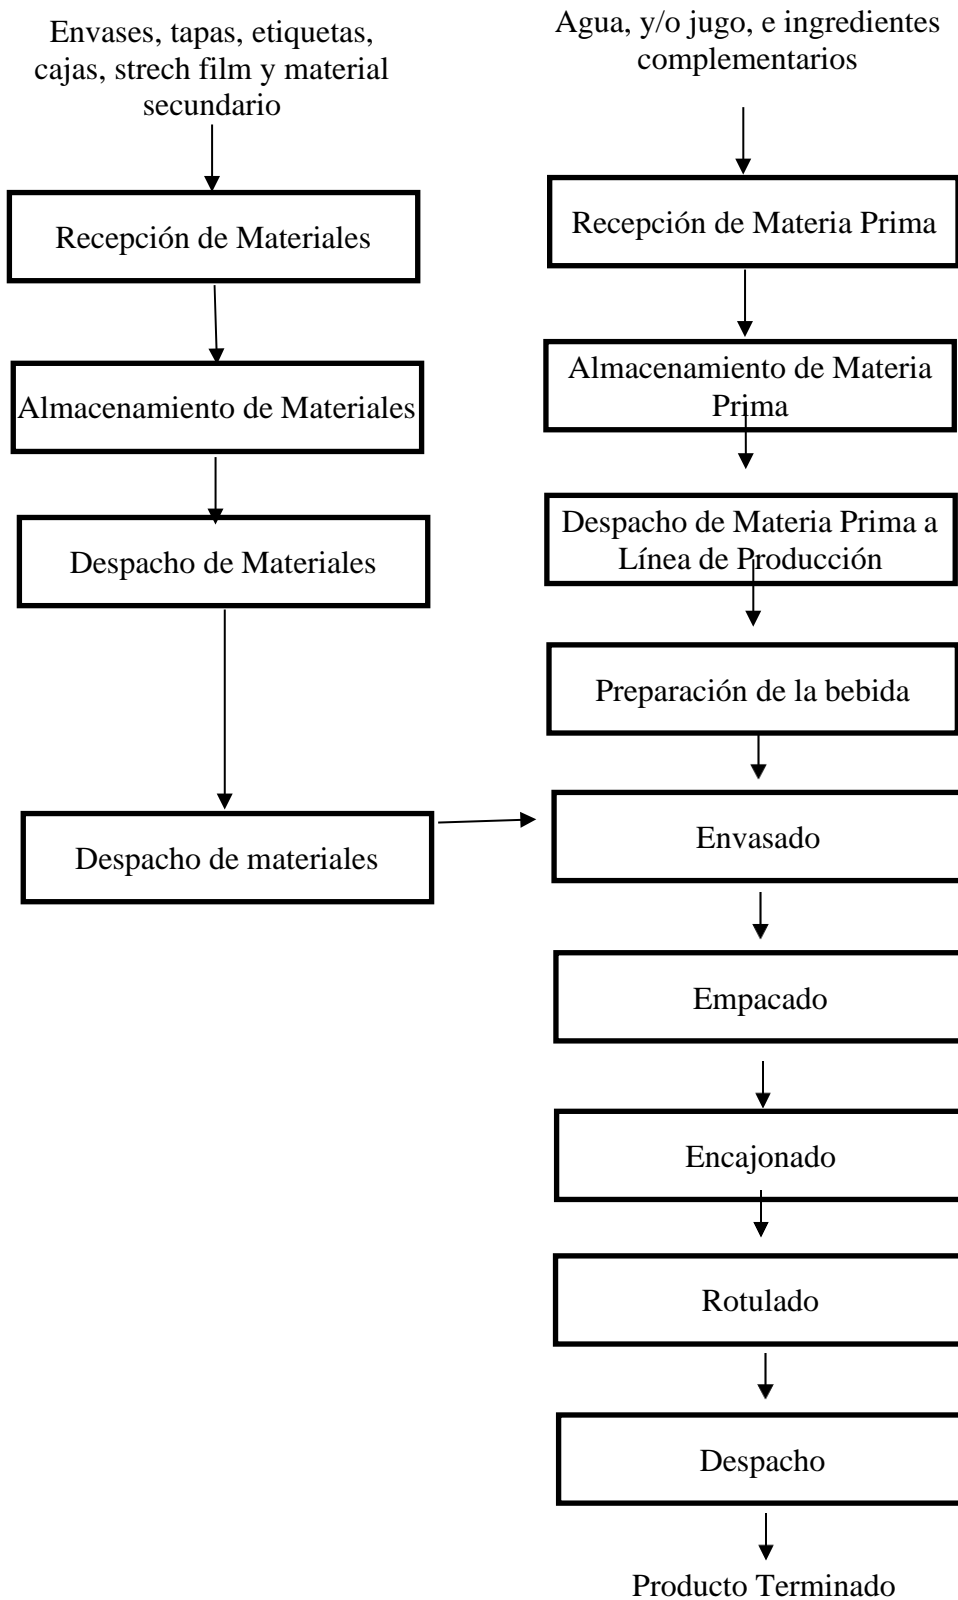 Envases, tapas, etiquetas,
cajas, strech film y material
secundario
Recepción de Materiales
Almacenamiento de Materiales
Despacho de Materiales
Despacho de materiales
Agua, y/o jugo, e ingredientes
complementarios
Recepción de Materia Prima
Almacenamiento de Materia
Prima
Despacho de Materia Prima a
Línea de Producción
Preparación de la bebida
Envasado
Empacado
Encajonado
Rotulado
Despacho
Producto Terminado